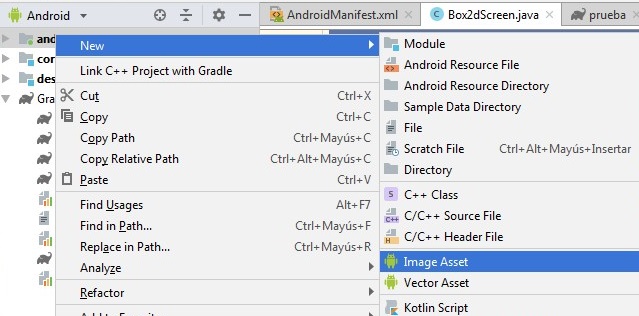 Android
AndroidManifest.xml
Box2dScreen.java
prueba
and
con
des
Gra
New
Link C++ Project with Gradle
Cut Ctrl+X
Copy Ctrl+C
Copy Path Ctrl+Mayús+C
Copy Relative Path Ctrl+Alt+Mayús+C
Paste Ctrl+V
Find Usages Alt+F7
Find in Path... Ctrl+Mayús+F
Replace in Path... Ctrl+Mayús+R
Analyze
Refactor
Module
Android Resource File
Android Resource Directory
Sample Data Directory
File
Scratch File Ctrl+Alt+Mayús+Insertar
Directory
C++ Class
C/C++ Source File
C/C++ Header File
Image Asset
Vector Asset
Kotlin Script